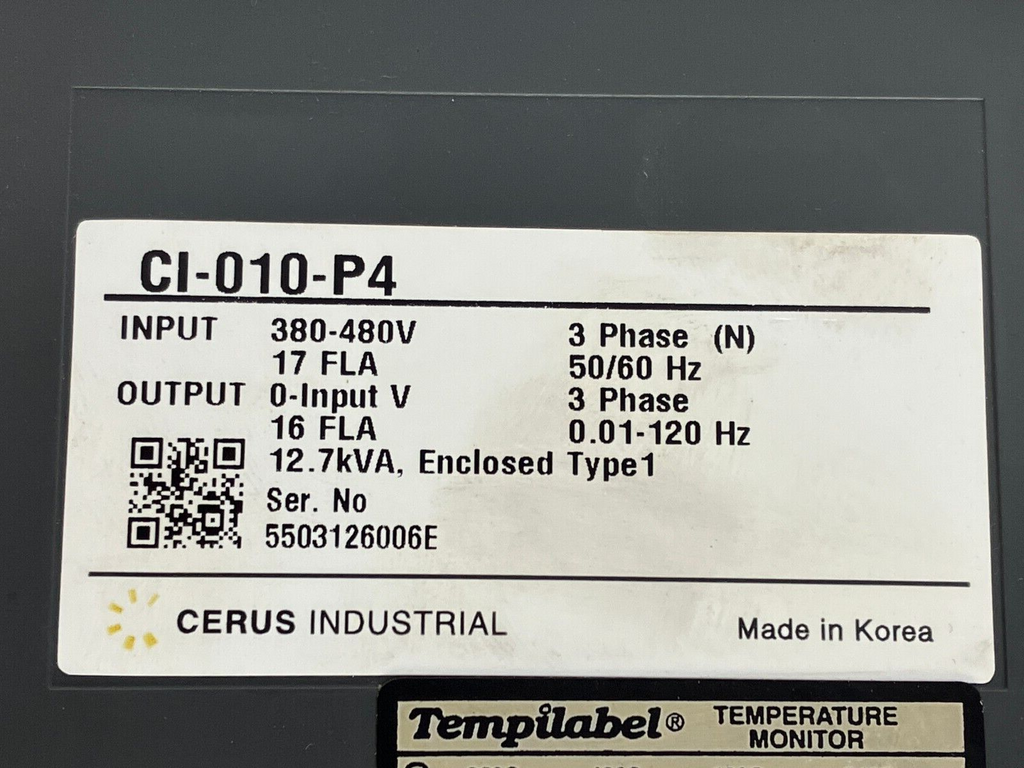 CI-010-P4
INPUT 380-480V 3 Phase (N)
17 FLA 50/60 Hz
OUTPUT 0-Input V 3 Phase
16 FLA 0.01-120 Hz
12.7kVA, Enclosed Type1
Ser. No
5503126006E
CERUS INDUSTRIAL Made in Korea
Tempilabel® TEMPERATURE
MONITOR